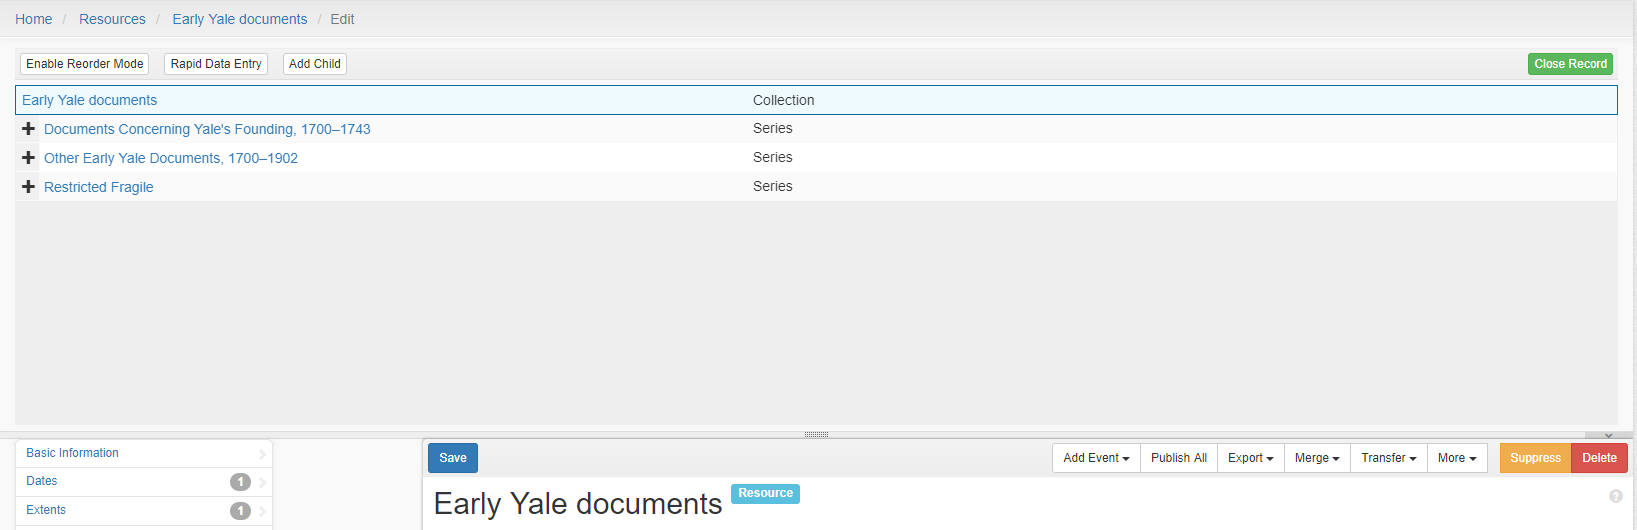 Home / Resources / Early Yale documents / Edit
Enable Reorder Mode Rapid Data Entry Add Child Close Record
Early Yale documents Collection
Documents Concerning Yale's Founding, 1700–1743 Series
Other Early Yale Documents, 1700–1902 Series
Restricted Fragile Series
Basic Information
Dates 1
Extents 1
Save Add Event Publish All Export Merge Transfer More Suppress Delete
Early Yale documents Resource